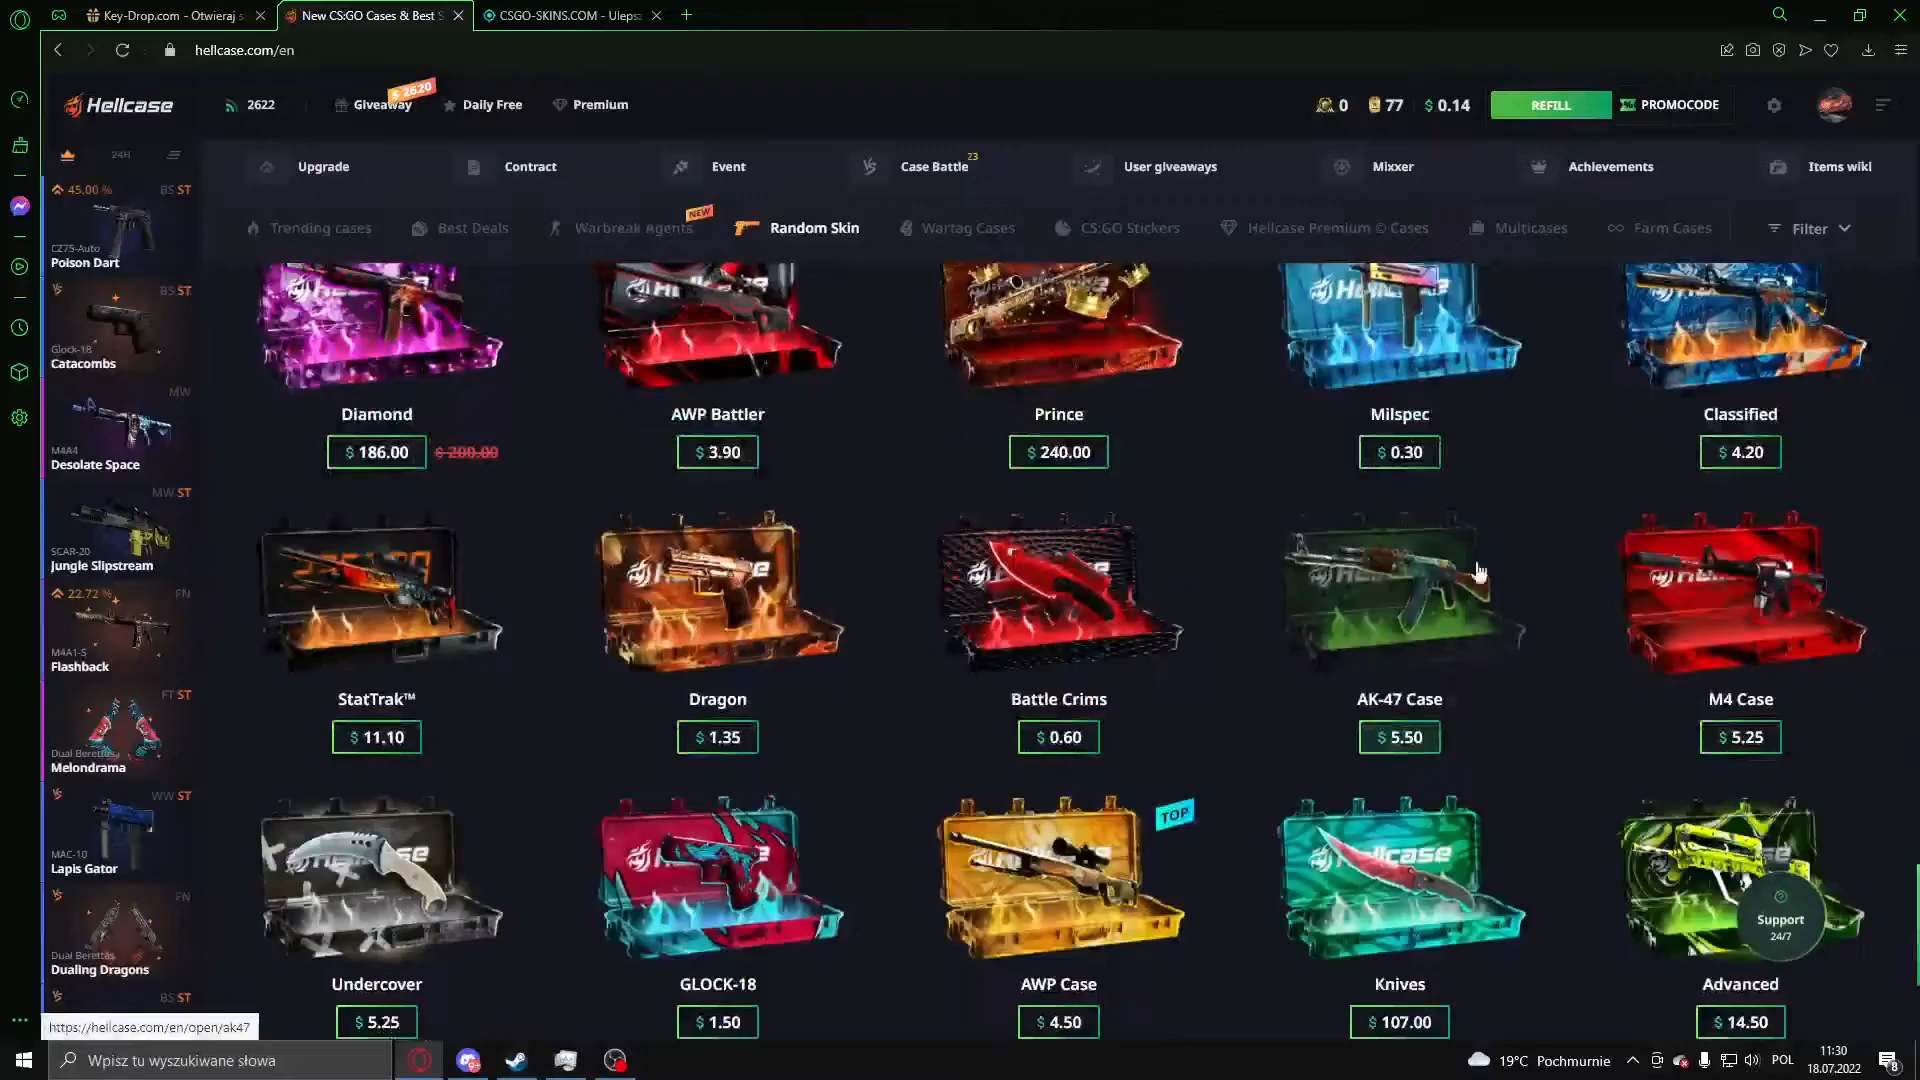 Key-Drop.com - Otwieraj s
New CS:GO Cases & Best S
CSGO-SKINS.COM - Uleps
hellcase.com/en
Hellcase
2622
Giveaway
$ 2620
Daily Free
Premium
0
77
$ 0.14
REFILL
PROMOCODE
24H
Upgrade
Contract
Event
Case Battle 23
User giveaways
Mixxer
Achievements
Items wiki
Trending cases
Best Deals
Warbreak Agents
NEW
Random Skin
Wartag Cases
CS:GO Stickers
Hellcase Premium © Cases
Multicases
Farm Cases
Filter
45.00 %
BS ST
CZ75-Auto
Poison Dart
BS ST
Glock-18
Catacombs
MW
M4A4
Desolate Space
MW ST
SCAR-20
Jungle Slipstream
22.72 %
FN
M4A1-S
Flashback
FT ST
Dual Berettas
Melondrama
WW ST
MAC-10
Lapis Gator
FN
Dual Berettas
Dualing Dragons
BS ST
Diamond
$ 186.00
$ 200.00
AWP Battler
$ 3.90
Prince
$ 240.00
Milspec
$ 0.30
Classified
$ 4.20
StatTrak™
$ 11.10
Dragon
$ 1.35
Battle Crims
$ 0.60
AK-47 Case
$ 5.50
M4 Case
$ 5.25
Undercover
$ 5.25
GLOCK-18
$ 1.50
TOP
AWP Case
$ 4.50
Hellcase
Knives
$ 107.00
Advanced
$ 14.50
Support
24/7
https://hellcase.com/en/open/ak47
Wpisz tu wyszukiwane słowa
19°C Pochmurnie
POL
11:30
18.07.2022
8